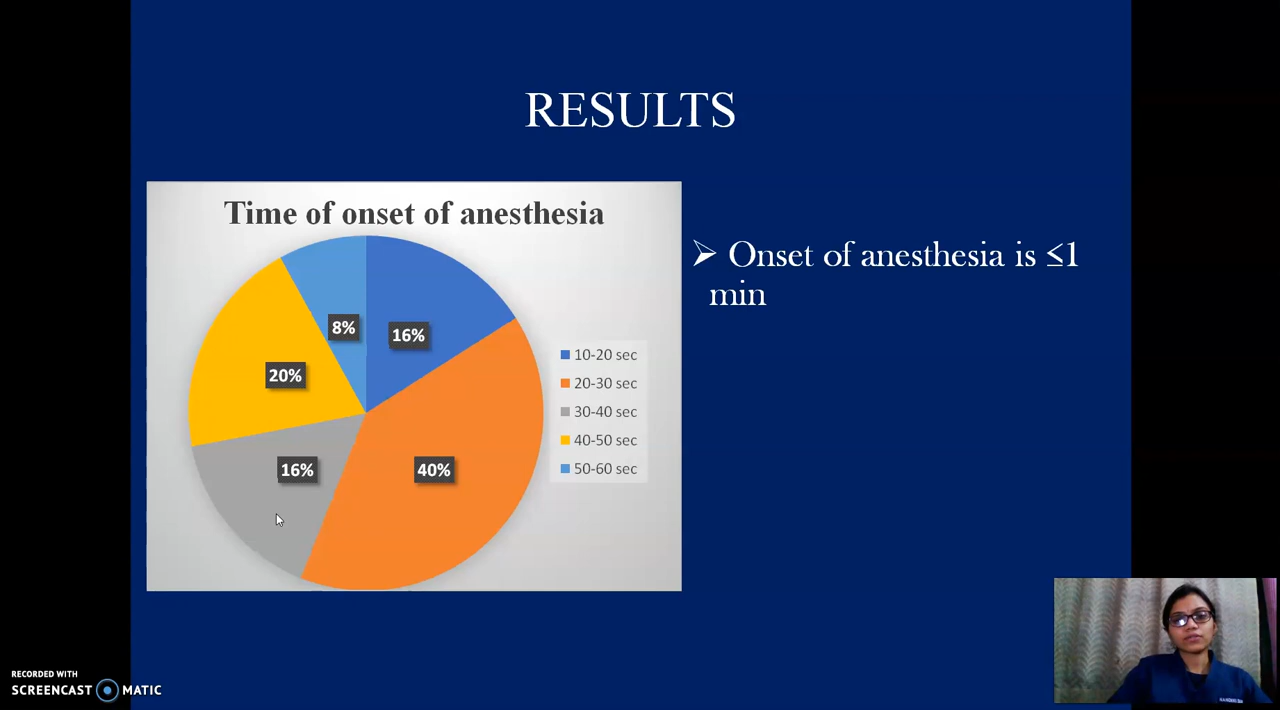 RESULTS
Time of onset of anesthesia
8%
16%
20%
16%
40%
10-20 sec
20-30 sec
30-40 sec
40-50 sec
50-60 sec
➢ Onset of anesthesia is ≤1
min
RECORDED WITH
SCREENCAST MATIC